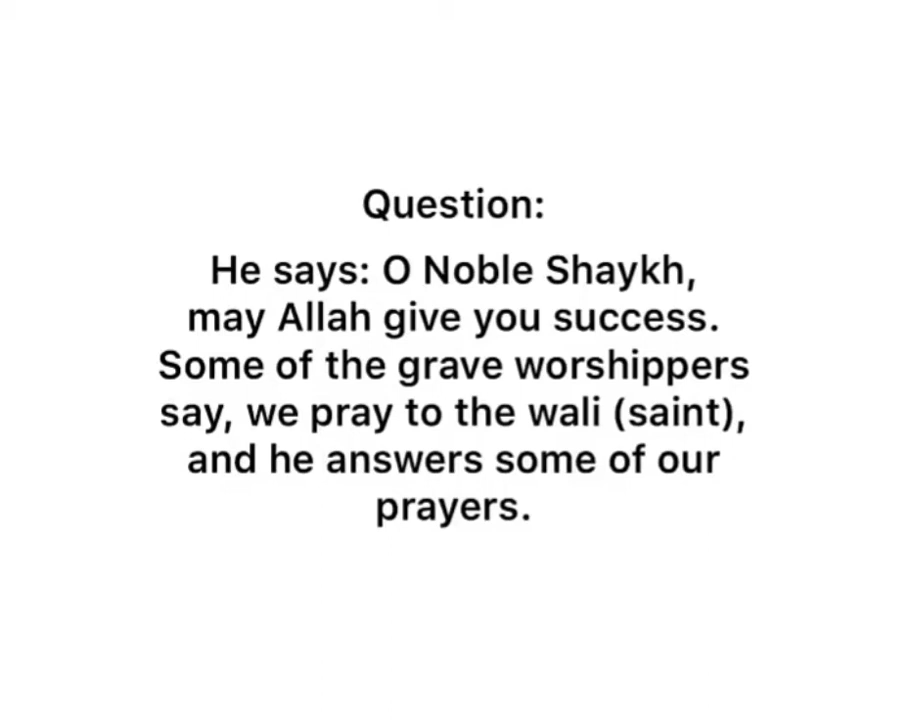 Question:
He says: O Noble Shaykh,
may Allah give you success.
Some of the grave worshippers
say, we pray to the wali (saint),
and he answers some of our
prayers.